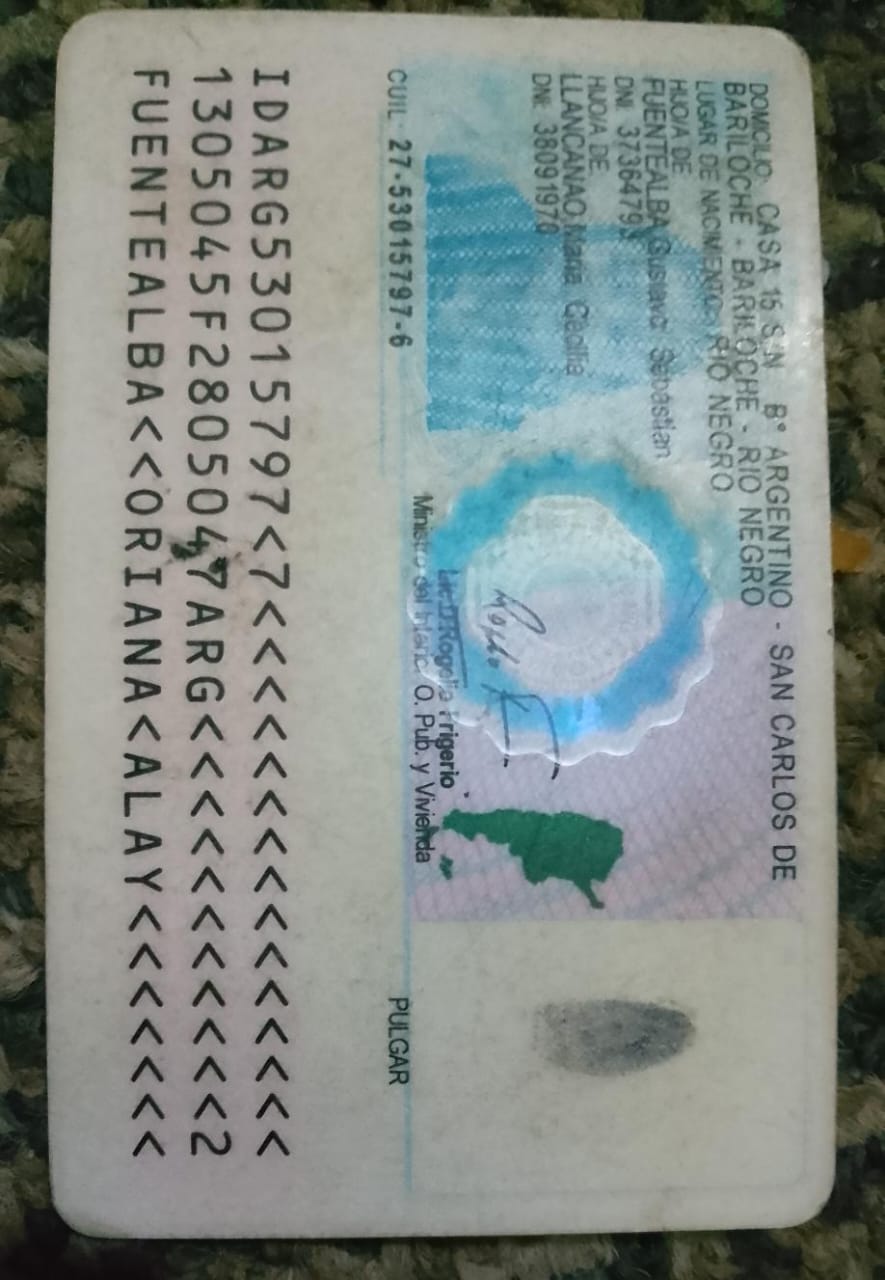 DOMICILIO: CASA 15 S N B° ARGENTINO - SAN CARLOS DE
BARILOCHE - BARILOCHE - RIO NEGRO
LUGAR DE NACIMIENTO: RIO NEGRO
HIJO/A DE
FUENTEALBA, Gustavo Sebastian
DNI:
HIJO/A DE
LLANCANAO, Maria Cecilia
DNI: 38091970
CUIL: 27-53015797-6
Rogelio Frigerio
Ministro del Interior, O. Pub. y Vivienda
PULGAR
IDARG53015797<7<<<<<<<<<<<<<<<
1305045F2805047ARG<<<<<<<<<<<2
FUENTEALBA<<ORIANA<ALAY<<<<<<<